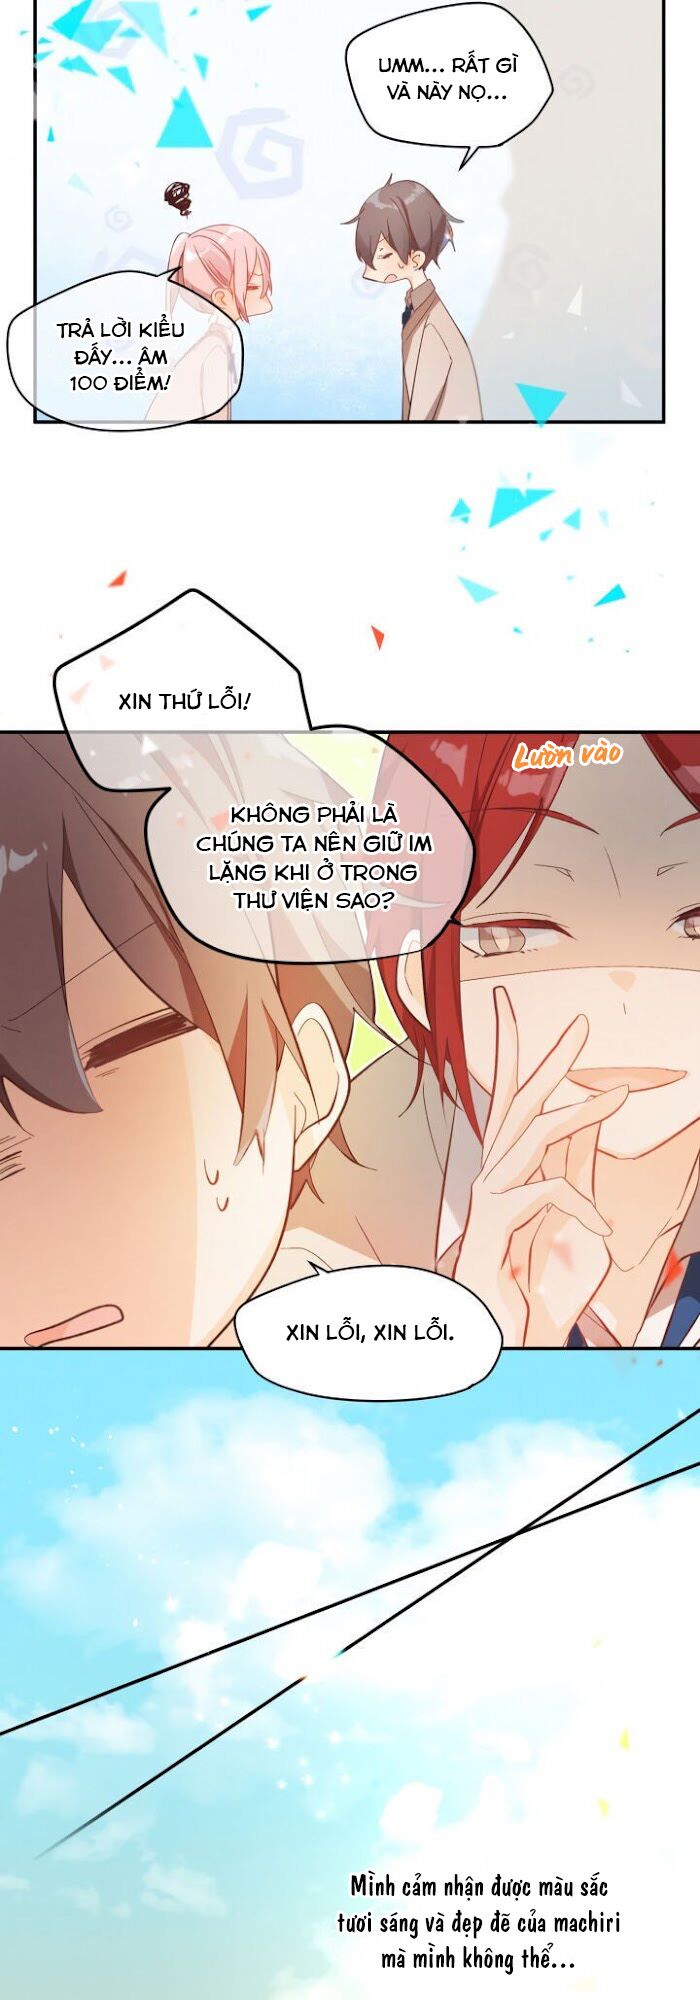 UMM... RẤT GÌ
VÀ NÀY NỌ...
TRẢ LỜI KIỂU
ĐẤY... ÂM
100 ĐIỂM!
XIN THỨ LỖI!
Lườn vào
KHÔNG PHẢI LÀ
CHÚNG TA NÊN GIỮ IM
LẶNG KHI Ở TRONG
THƯ VIỆN SAO?
XIN LỖI, XIN LỖI.
Mình cảm nhận được màu sắc
tươi sáng và đẹp đẽ của machiri
mà mình không thể...